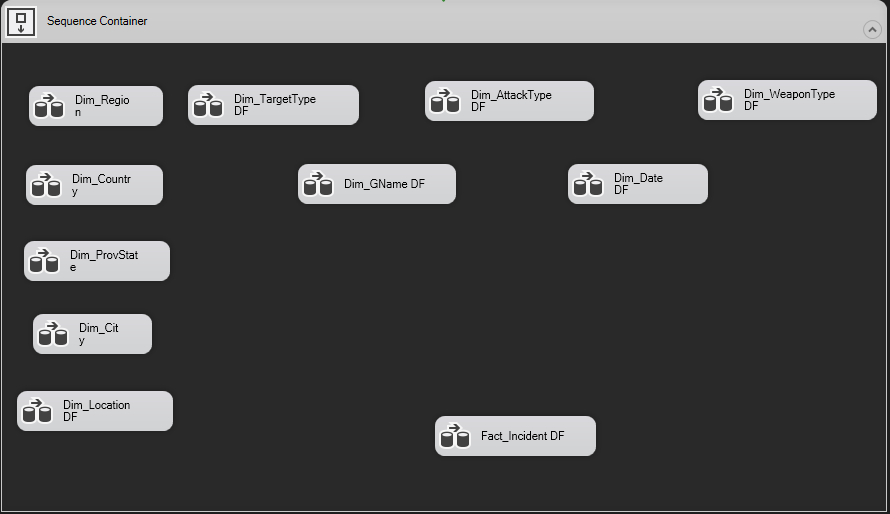 Sequence Container
Dim_Regio
n
Dim_TargetType
DF
Dim_AttackType
DF
Dim_WeaponType
DF
Dim_Countr
y
Dim_GName DF
Dim_Date
DF
Dim_ProvStat
e
Dim_Cit
y
Dim_Location
DF
Fact_Incident DF